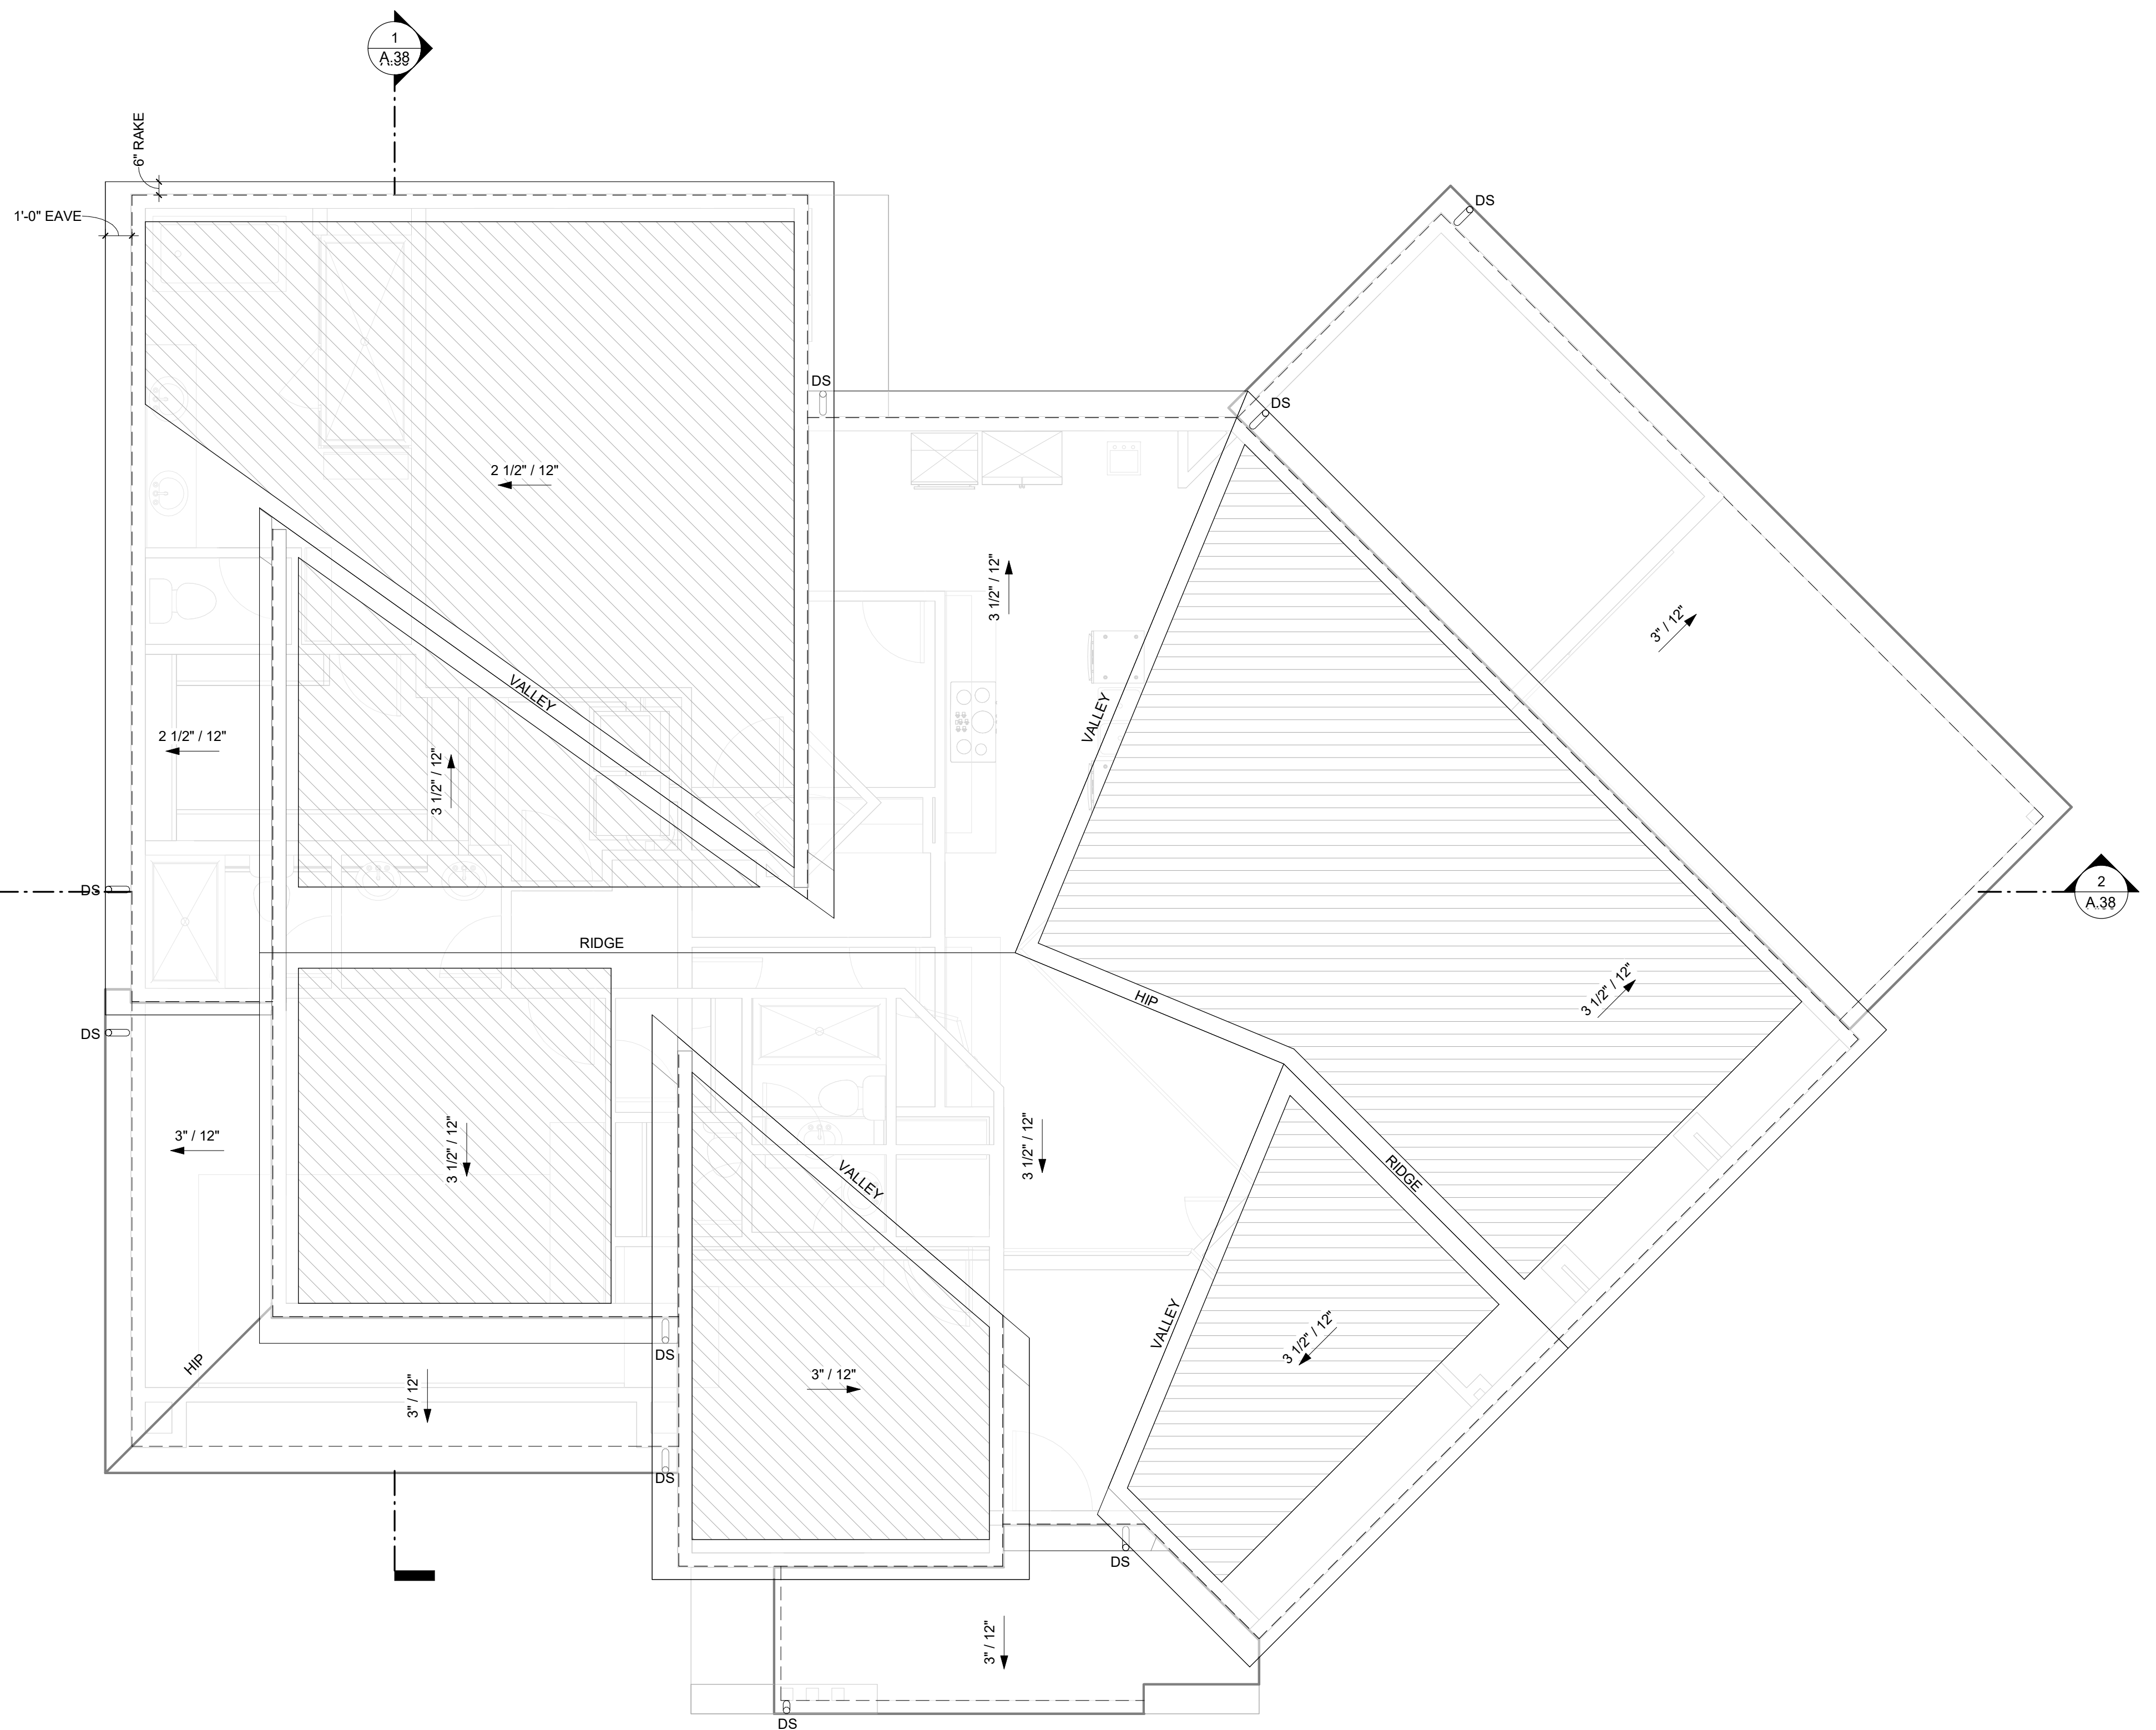 1
A.38
6" RAKE
1'-0" EAVE
DS
DS
DS
2 1/2" / 12"
3 1/2" / 12"
3" / 12"
VALLEY
VALLEY
2 1/2" / 12"
3 1/2" / 12"
DS
2
A.38
RIDGE
3 1/2" / 12"
HIP
DS
3" / 12"
3 1/2" / 12"
3 1/2" / 12"
VALLEY
RIDGE
VALLEY
3 1/2" / 12"
DS
HIP
3" / 12"
3" / 12"
DS
DS
3" / 12"
DS